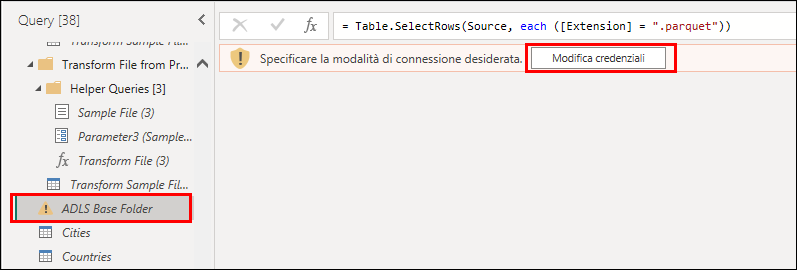 Query [38]
Transform Sample Fil...
Transform File from Pr...
Helper Queries [3]
Sample File (3)
Parameter3 (Sample...
fx Transform File (3)
Transform Sample Fil...
ADLS Base Folder
Cities
Countries
fx = Table.SelectRows(Source, each ([Extension] = ".parquet"))
Specificare la modalità di connessione desiderata. Modifica credenziali